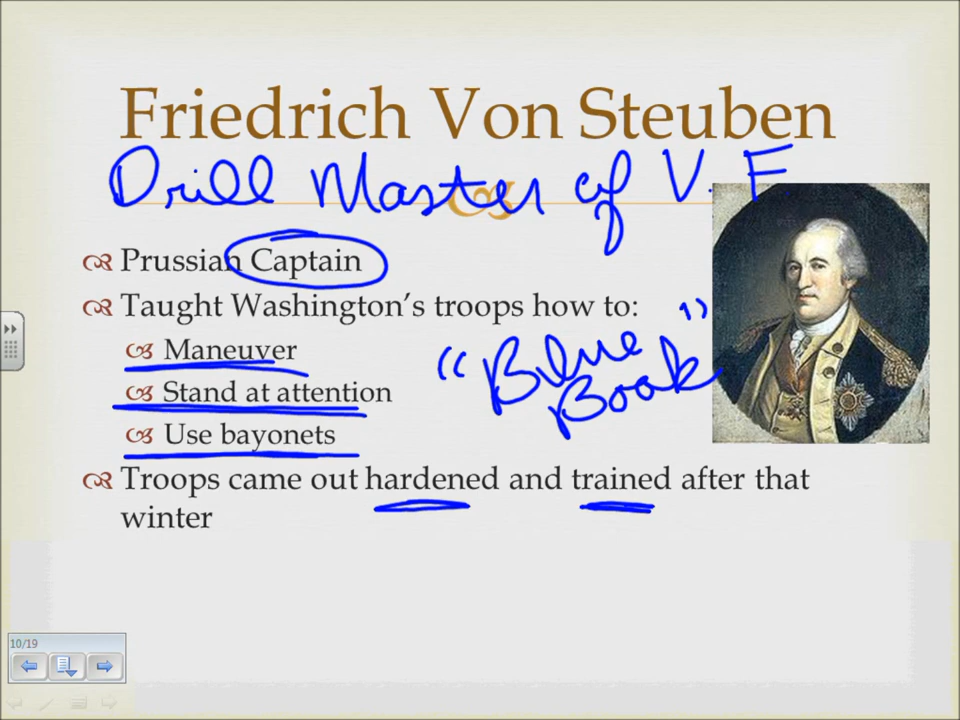 Friedrich Von Steuben
Drill Master of V. F.
Prussian Captain
Taught Washington's troops how to:
Maneuver
Stand at attention
Use bayonets
"Blue
Book"
Troops came out hardened and trained after that
winter
10/19